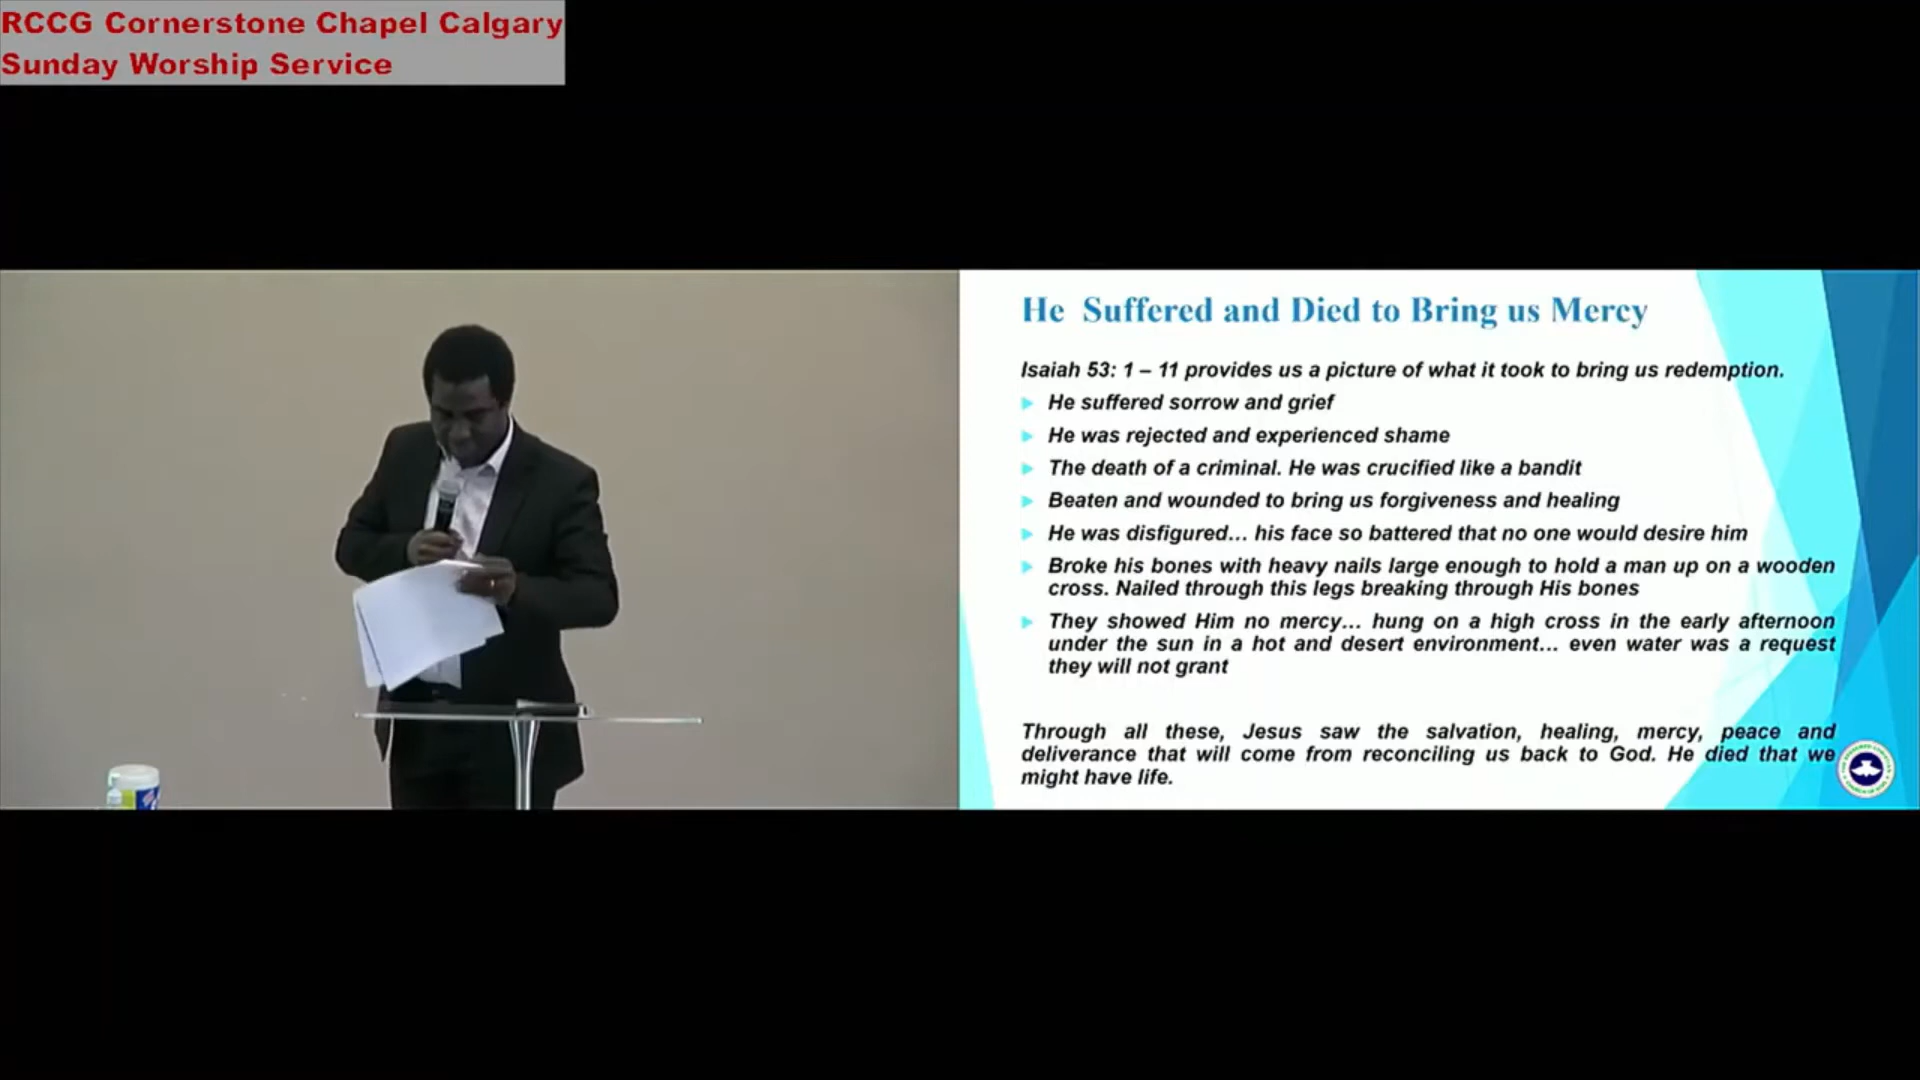 RCCG Cornerstone Chapel Calgary
Sunday Worship Service
He Suffered and Died to Bring us Mercy
Isaiah 53: 1 – 11 provides us a picture of what it took to bring us redemption.
He suffered sorrow and grief
He was rejected and experienced shame
The death of a criminal. He was crucified like a bandit
Beaten and wounded to bring us forgiveness and healing
He was disfigured... his face so battered that no one would desire him
Broke his bones with heavy nails large enough to hold a man up on a wooden
cross. Nailed through this legs breaking through His bones
They showed Him no mercy... hung on a high cross in the early afternoon
under the sun in a hot and desert environment... even water was a request
they will not grant
Through all these, Jesus saw the salvation, healing, mercy, peace and
deliverance that will come from reconciling us back to God. He died that we
might have life.